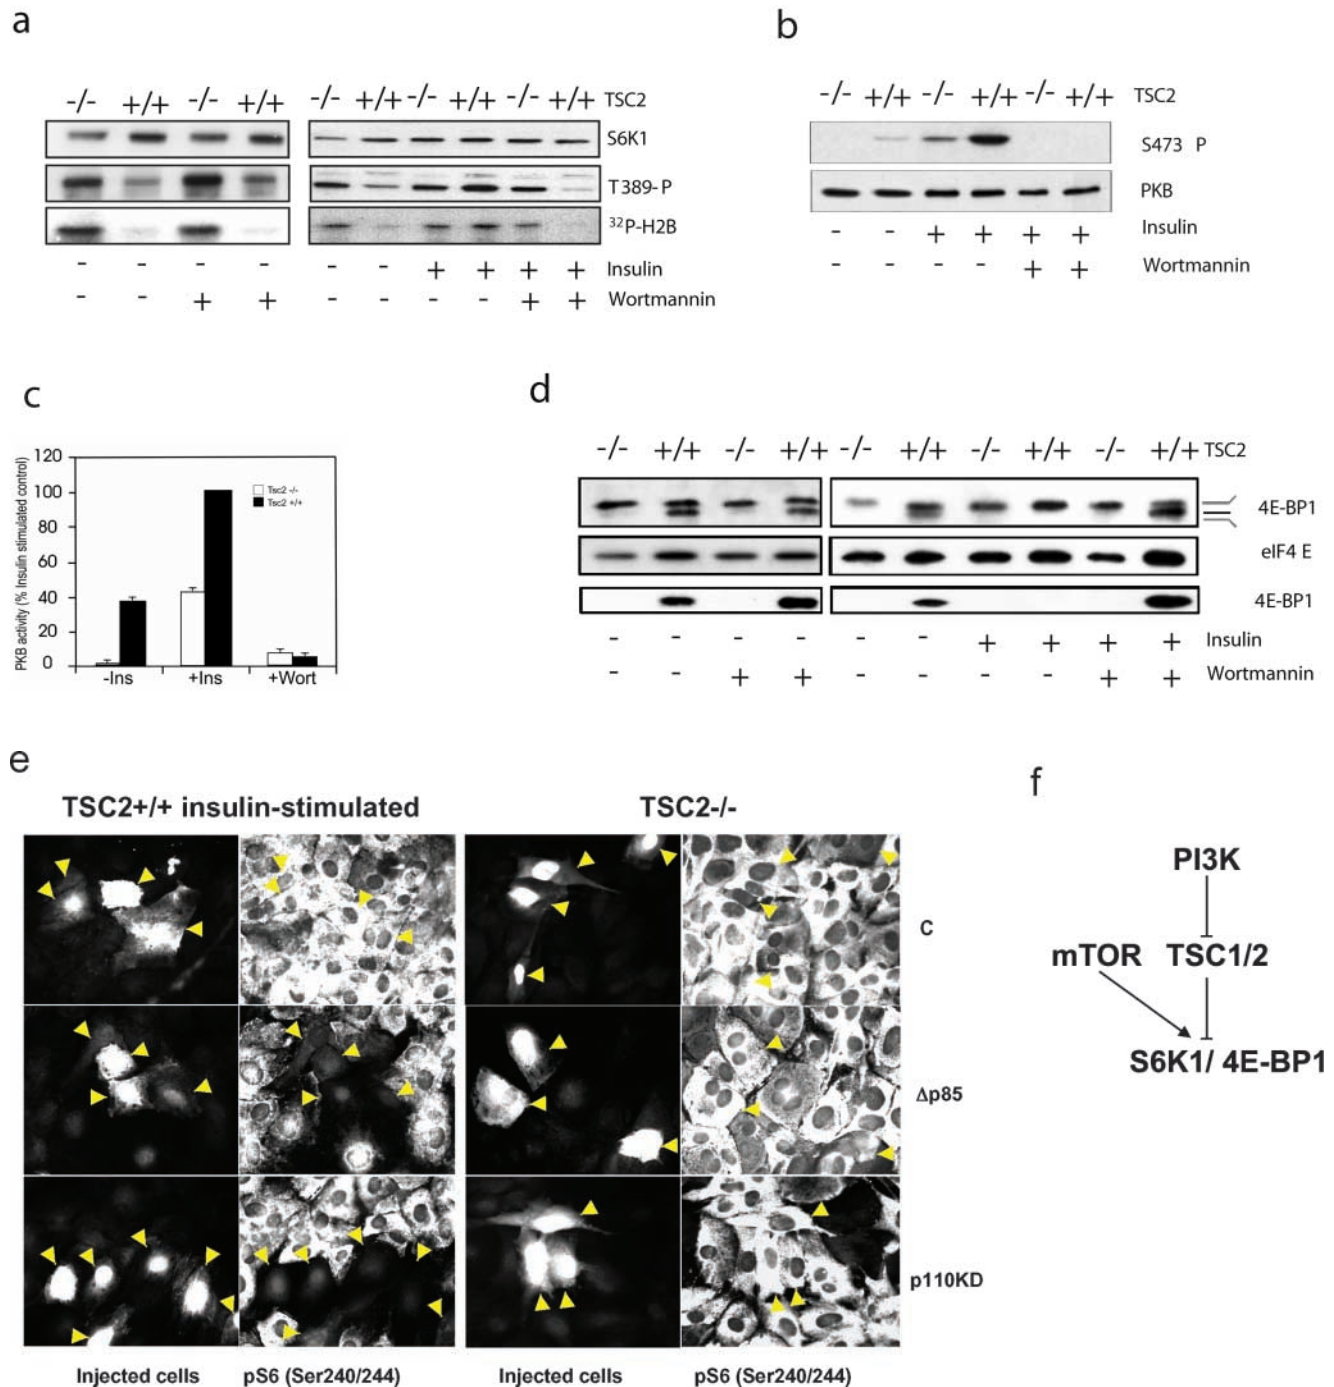 a
-/- +/+ -/- +/+ -/- +/+ -/- +/+ -/- +/+ TSC2
S6K1
T389-P
32P-H2B
- - - - - - + + + + Insulin
- - + + - - - - + + Wortmannin
b
-/- +/+ -/- +/+ -/- +/+ TSC2
S473 P
PKB
- - + + + + Insulin
- - - - + + Wortmannin
c
PKB activity (% Insulin stimulated control)
120
100
80
60
40
20
0
Tsc2 -/-
Tsc2 +/+
-Ins +Ins +Wort
d
-/- +/+ -/- +/+ -/- +/+ -/- +/+ -/- +/+ TSC2
4E-BP1
eIF4 E
4E-BP1
- - - - - - + + + + Insulin
- - + + - - - - + + Wortmannin
e
TSC2+/+ insulin-stimulated TSC2-/-
C
Δp85
p110KD
Injected cells pS6 (Ser240/244) Injected cells pS6 (Ser240/244)
f
PI3K
mTOR TSC1/2
S6K1/ 4E-BP1